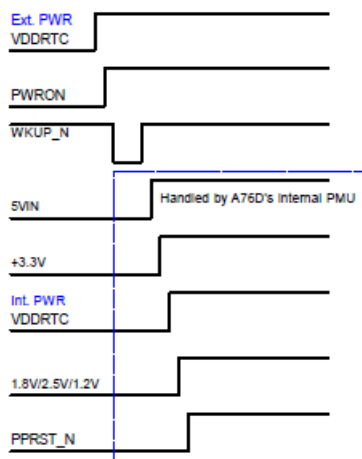 Ext. PWR
VDDRTC
PWRON
WKUP_N
5VIN
Handled by A76D's Internal PMU
+3.3V
Int. PWR
VDDRTC
1.8V/2.5V/1.2V
PPRST_N